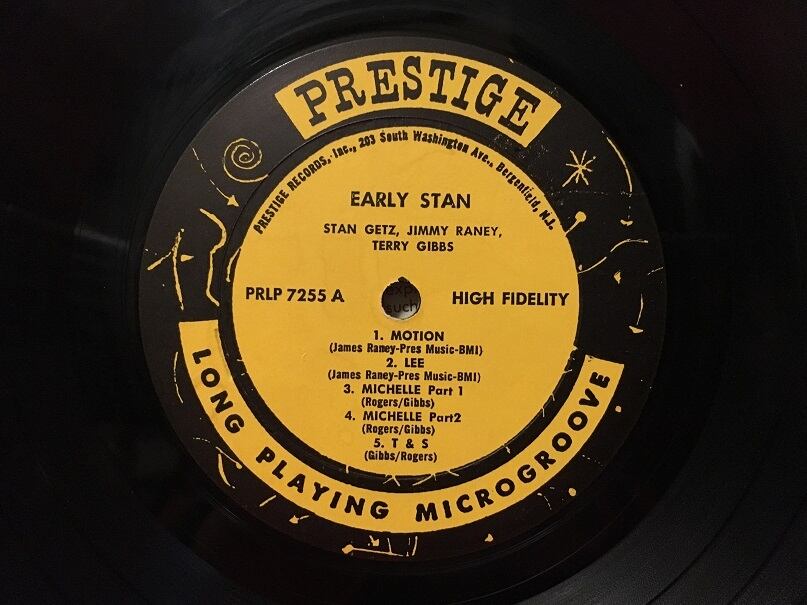 PRESTIGE
PRESTIGE RECORDS, Inc., 203 South Washington Ave., Bergenfield, N.J.
EARLY STAN
STAN GETZ, JIMMY RANEY,
TERRY GIBBS
PRLP 7255 A
HIGH FIDELITY
such
1. MOTION
(James Raney-Pres Music-BMI)
2. LEE
(James Raney-Pres Music-BMI)
3. MICHELLE Part 1
(Rogers/Gibbs)
4. MICHELLE Part2
(Rogers/Gibbs)
5. T & S
(Gibbs/Rogers)
LONG PLAYING MICROGROOVE